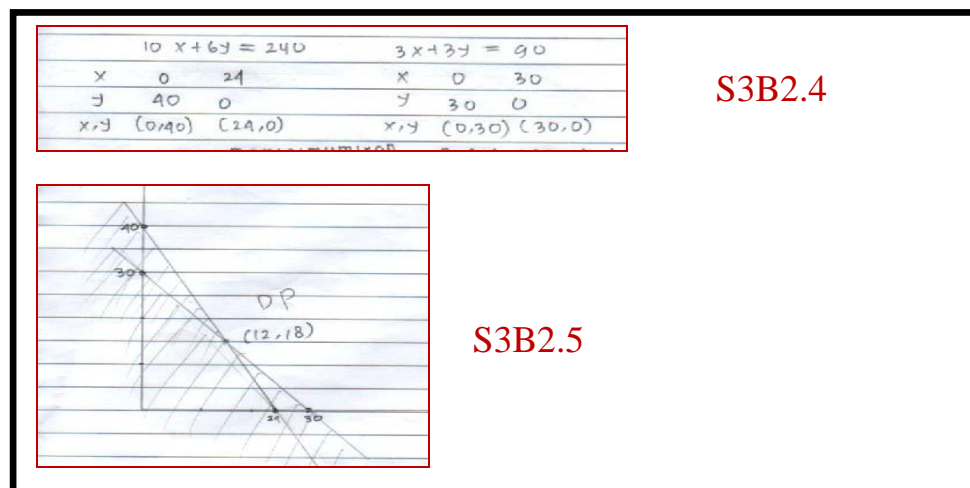 10 x + 6y = 240 3x + 3y = 90
x 0 24 x 0 30
y 40 0 y 30 0
x,y (0,40) (24,0) x,y (0,30) (30,0)
S3B2.4
40
30
DP
(12,18)
24 30
S3B2.5